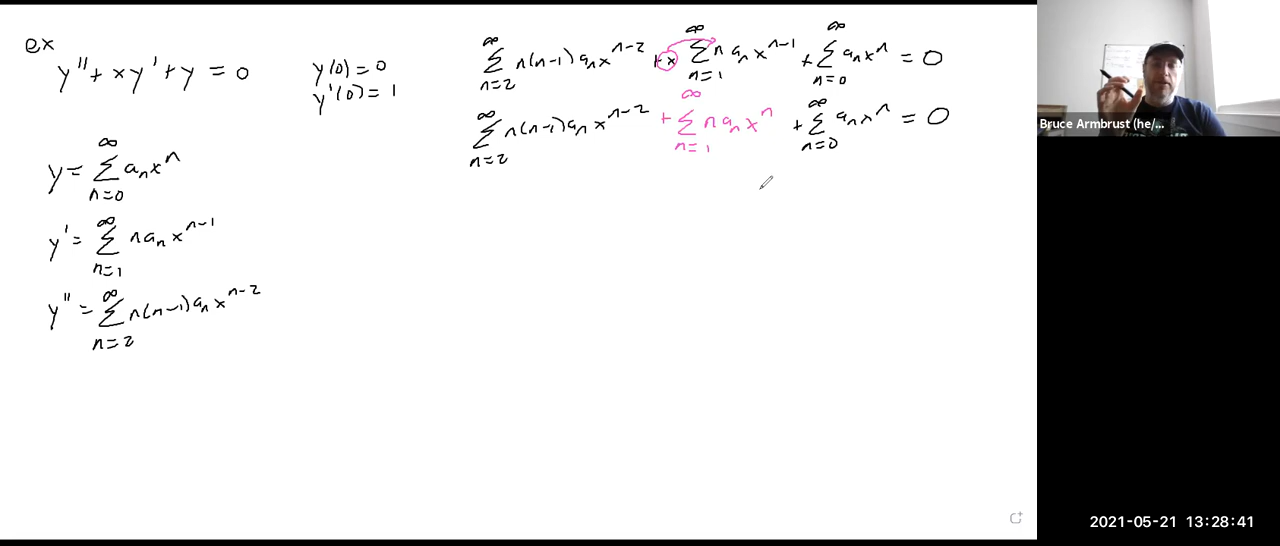 ex
y'' + xy' + y = 0
y(0) = 0
y'(0) = 1
y = ∑_{n=0}^{∞} a_n x^n
y' = ∑_{n=1}^{∞} n a_n x^{n-1}
y'' = ∑_{n=2}^{∞} n(n-1) a_n x^{n-2}
∑_{n=2}^{∞} n(n-1) a_n x^{n-2} + x ∑_{n=1}^{∞} n a_n x^{n-1} + ∑_{n=0}^{∞} a_n x^n = 0
∑_{n=2}^{∞} n(n-1) a_n x^{n-2} + ∑_{n=1}^{∞} n a_n x^n + ∑_{n=0}^{∞} a_n x^n = 0
Bruce Armbrust (he/...
2021-05-21 13:28:41